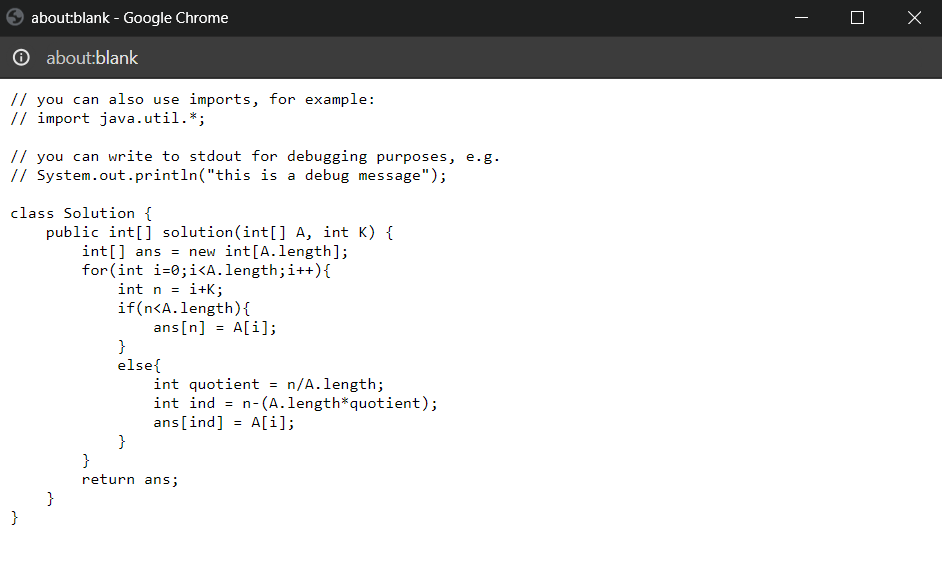 about:blank - Google Chrome
about:blank
// you can also use imports, for example:
// import java.util.*;
// you can write to stdout for debugging purposes, e.g.
// System.out.println("this is a debug message");
class Solution {
    public int[] solution(int[] A, int K) {
        int[] ans = new int[A.length];
        for(int i=0;i<A.length;i++){
            int n = i+K;
            if(n<A.length){
                ans[n] = A[i];
            }
            else{
                int quotient = n/A.length;
                int ind = n-(A.length*quotient);
                ans[ind] = A[i];
            }
        }
        return ans;
    }
}